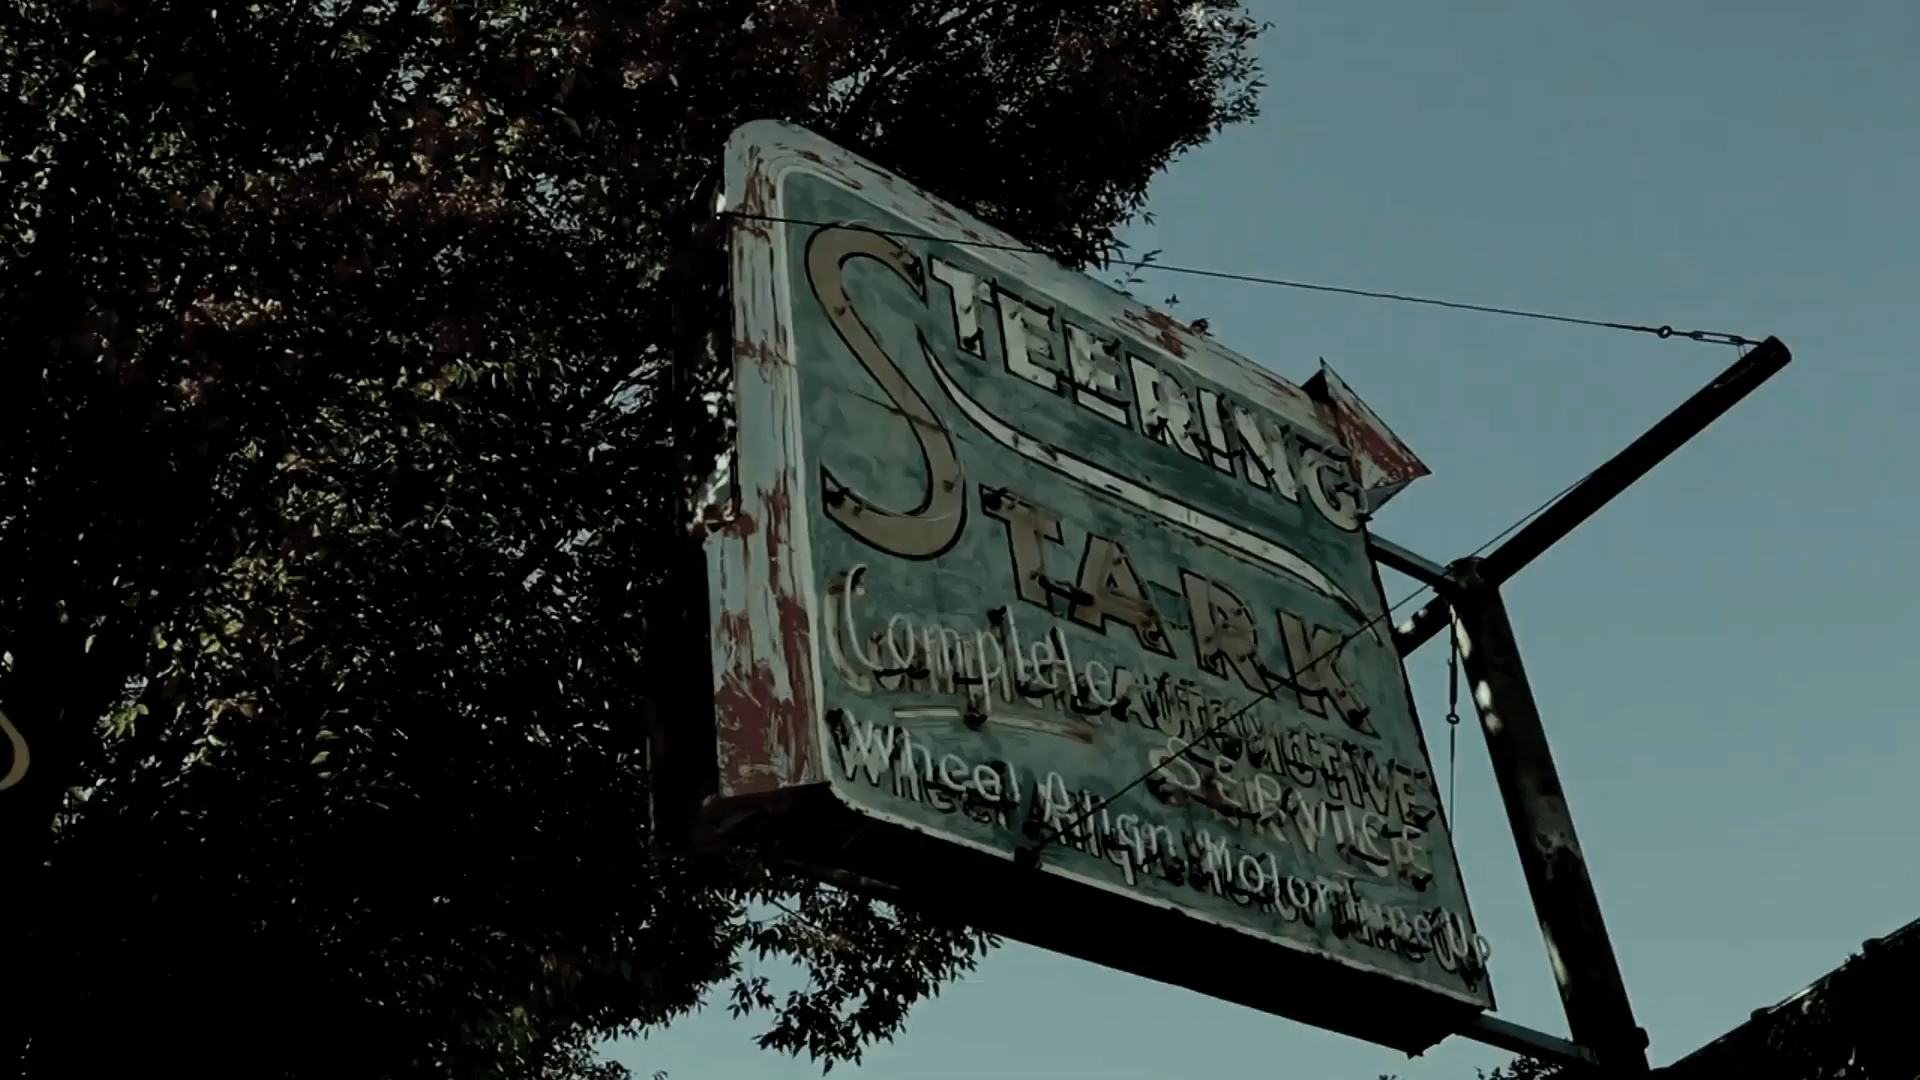 STEERING
STARK
Complete AUTOMOTIVE
SERVICE
Wheel Align Motor Tune Up